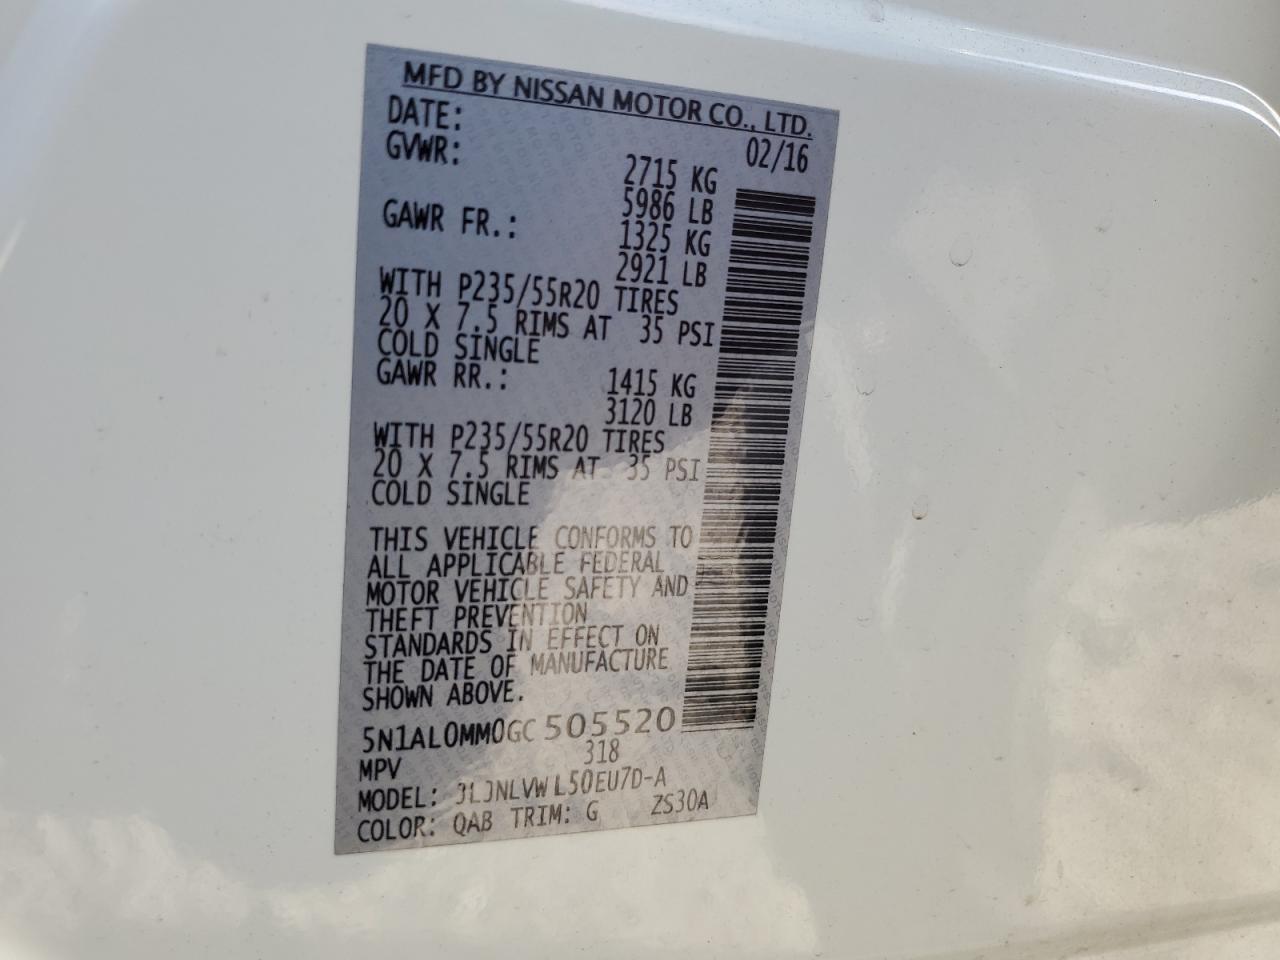 MFD BY NISSAN MOTOR CO., LTD.
DATE: 02/16
GVWR: 2715 KG
5986 LB
GAWR FR.: 1325 KG
2921 LB
WITH P235/55R20 TIRES
20 X 7.5 RIMS AT 35 PSI
COLD SINGLE
GAWR RR.: 1415 KG
3120 LB
WITH P235/55R20 TIRES
20 X 7.5 RIMS AT 35 PSI
COLD SINGLE
THIS VEHICLE CONFORMS TO
ALL APPLICABLE FEDERAL
MOTOR VEHICLE SAFETY AND
THEFT PREVENTION
STANDARDS IN EFFECT ON
THE DATE OF MANUFACTURE
SHOWN ABOVE.
5N1AL0MM0GC505520
MPV 318
MODEL:
COLOR: QAB TRIM: G ZS30A